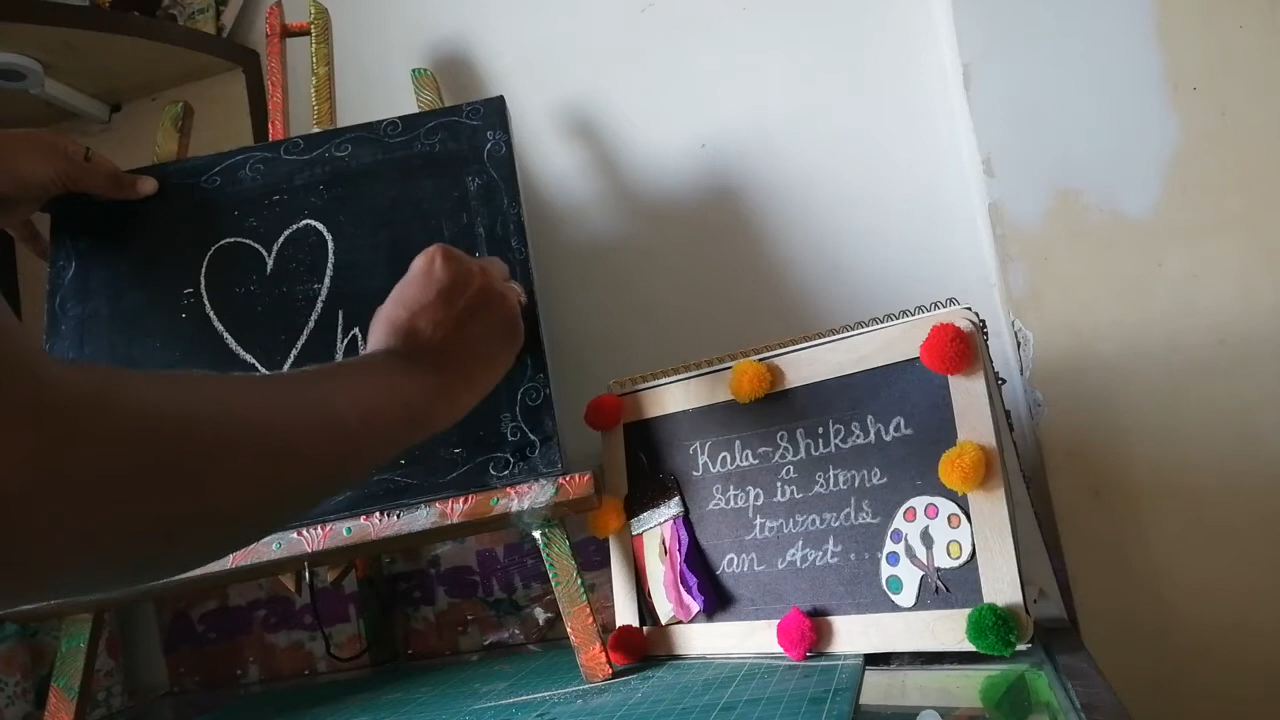 h
Kala-Shiksha
a
Step in stone
towards
an Art...